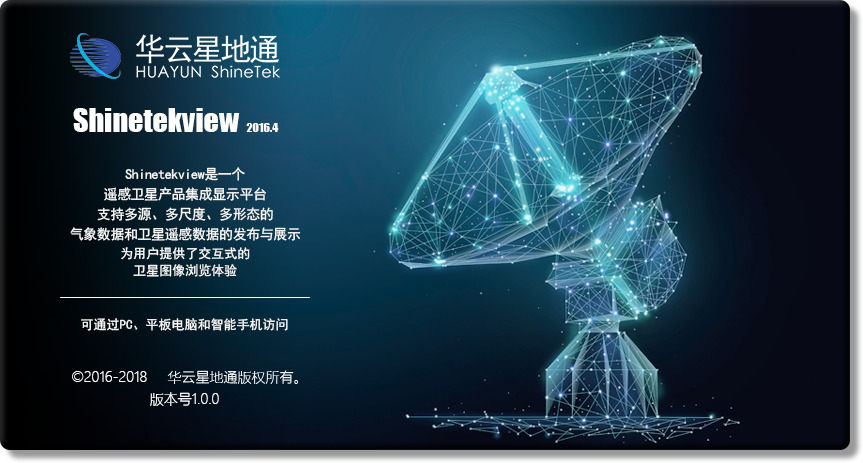 华云星地通
HUAYUN ShineTek
Shinetekview 2016.4
Shinetekview是一个
遥感卫星产品集成显示平台
支持多源、多尺度、多形态的
气象数据和卫星遥感数据的发布与展示
为用户提供了交互式的
卫星图像浏览体验
可通过PC、平板电脑和智能手机访问
©2016-2018 华云星地通版权所有。
版本号1.0.0